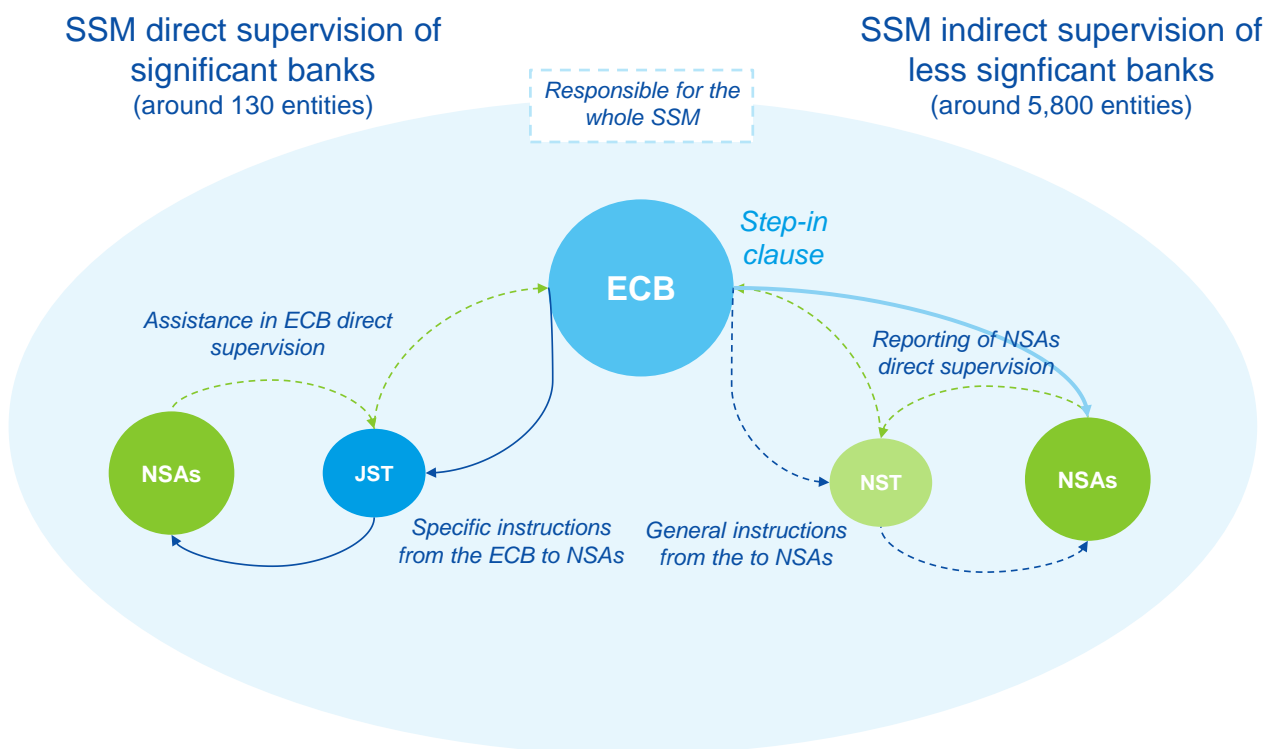 SSM direct supervision of
significant banks
(around 130 entities)
SSM indirect supervision of
less signficant banks
(around 5,800 entities)
Responsible for the
whole SSM
ECB
Step-in
clause
Assistance in ECB direct
supervision
Reporting of NSAs
direct supervision
NSAs
JST
NST
NSAs
Specific instructions
from the ECB to NSAs
General instructions
from the to NSAs